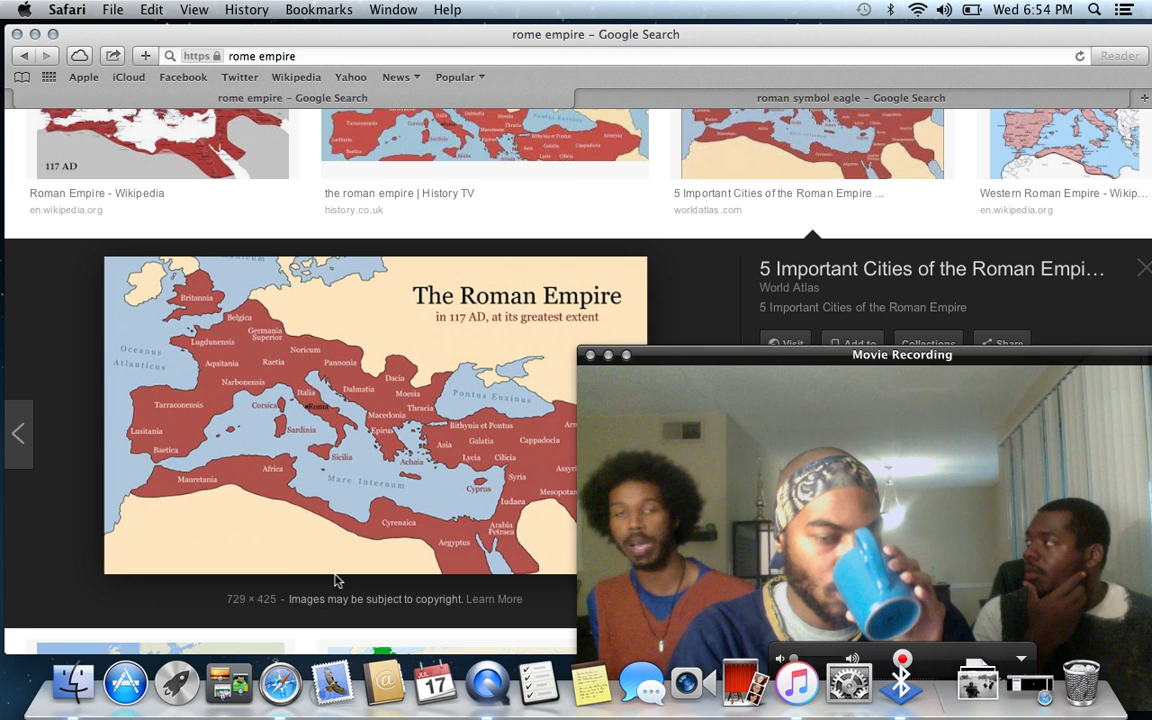 Safari File Edit View History Bookmarks Window Help Wed 6:54 PM
rome empire – Google Search
https rome empire Reader
Apple iCloud Facebook Twitter Wikipedia Yahoo News Popular
rome empire – Google Search roman symbol eagle – Google Search
117 AD
Roman Empire - Wikipedia the roman empire | History TV 5 Important Cities of the Roman Empire ... Western Roman Empire - Wikip...
en.wikipedia.org history.co.uk worldatlas.com en.wikipedia.org
5 Important Cities of the Roman Empi...
World Atlas
5 Important Cities of the Roman Empire
Visit Add to Collections Share
The Roman Empire
in 117 AD, at its greatest extent
Britannia
Belgica
Germania
Superior
Lugdunensis
Noricum
Oceanus
Atlanticus
Aquitania Raetia Pannonia
Narbonensis Dacia
Italia Dalmatia Moesia Pontus Euxinus
Tarraconensis Corsica Roma Thracia
Macedonia
Lusitania Sardinia Epirus Bithynia et Pontus
Baetica Asia Galatia Cappadocia
Sicilia Achaia Lycia Cilicia
Africa Syria
Mauretania Mare Internum Cyprus
Iudaea
Cyrenaica Arabia
Petraea
Aegyptus
729 × 425 - Images may be subject to copyright. Learn More
Movie Recording
JUL
17